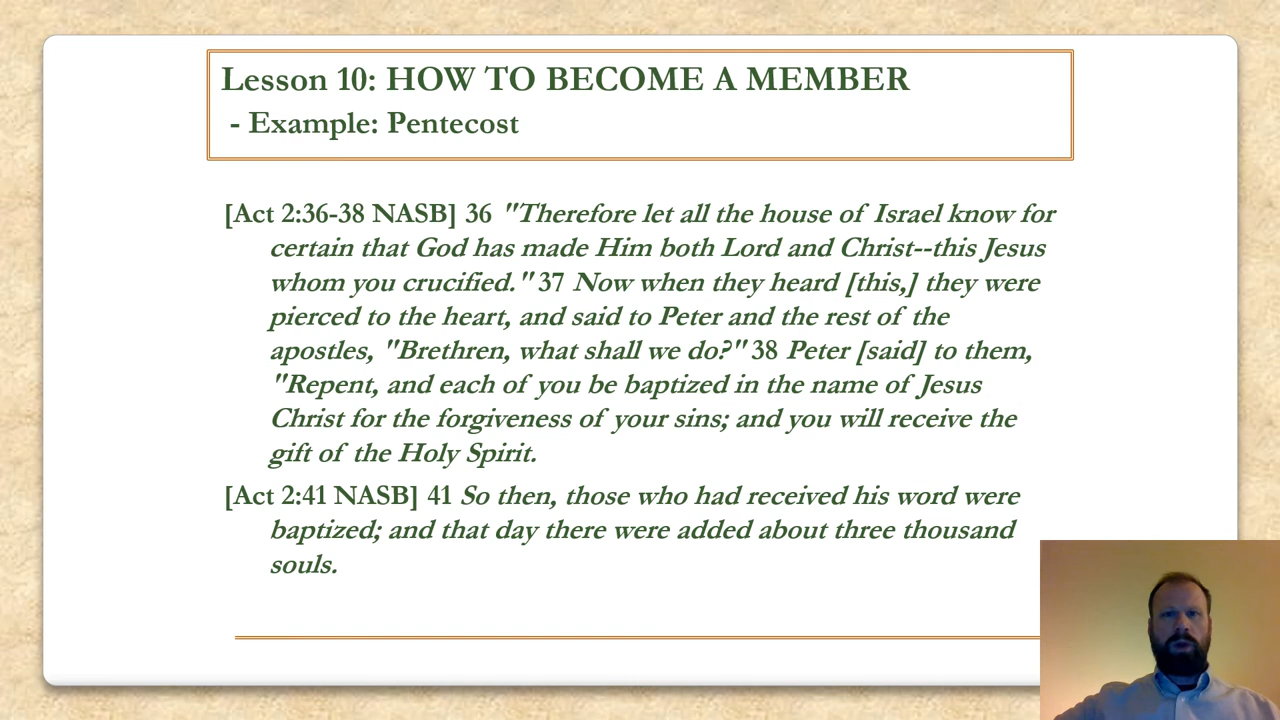 Lesson 10: HOW TO BECOME A MEMBER
- Example: Pentecost
[Act 2:36-38 NASB] 36 "Therefore let all the house of Israel know for
certain that God has made Him both Lord and Christ--this Jesus
whom you crucified." 37 Now when they heard [this,] they were
pierced to the heart, and said to Peter and the rest of the
apostles, "Brethren, what shall we do?" 38 Peter [said] to them,
"Repent, and each of you be baptized in the name of Jesus
Christ for the forgiveness of your sins; and you will receive the
gift of the Holy Spirit.
[Act 2:41 NASB] 41 So then, those who had received his word were
baptized; and that day there were added about three thousand
souls.